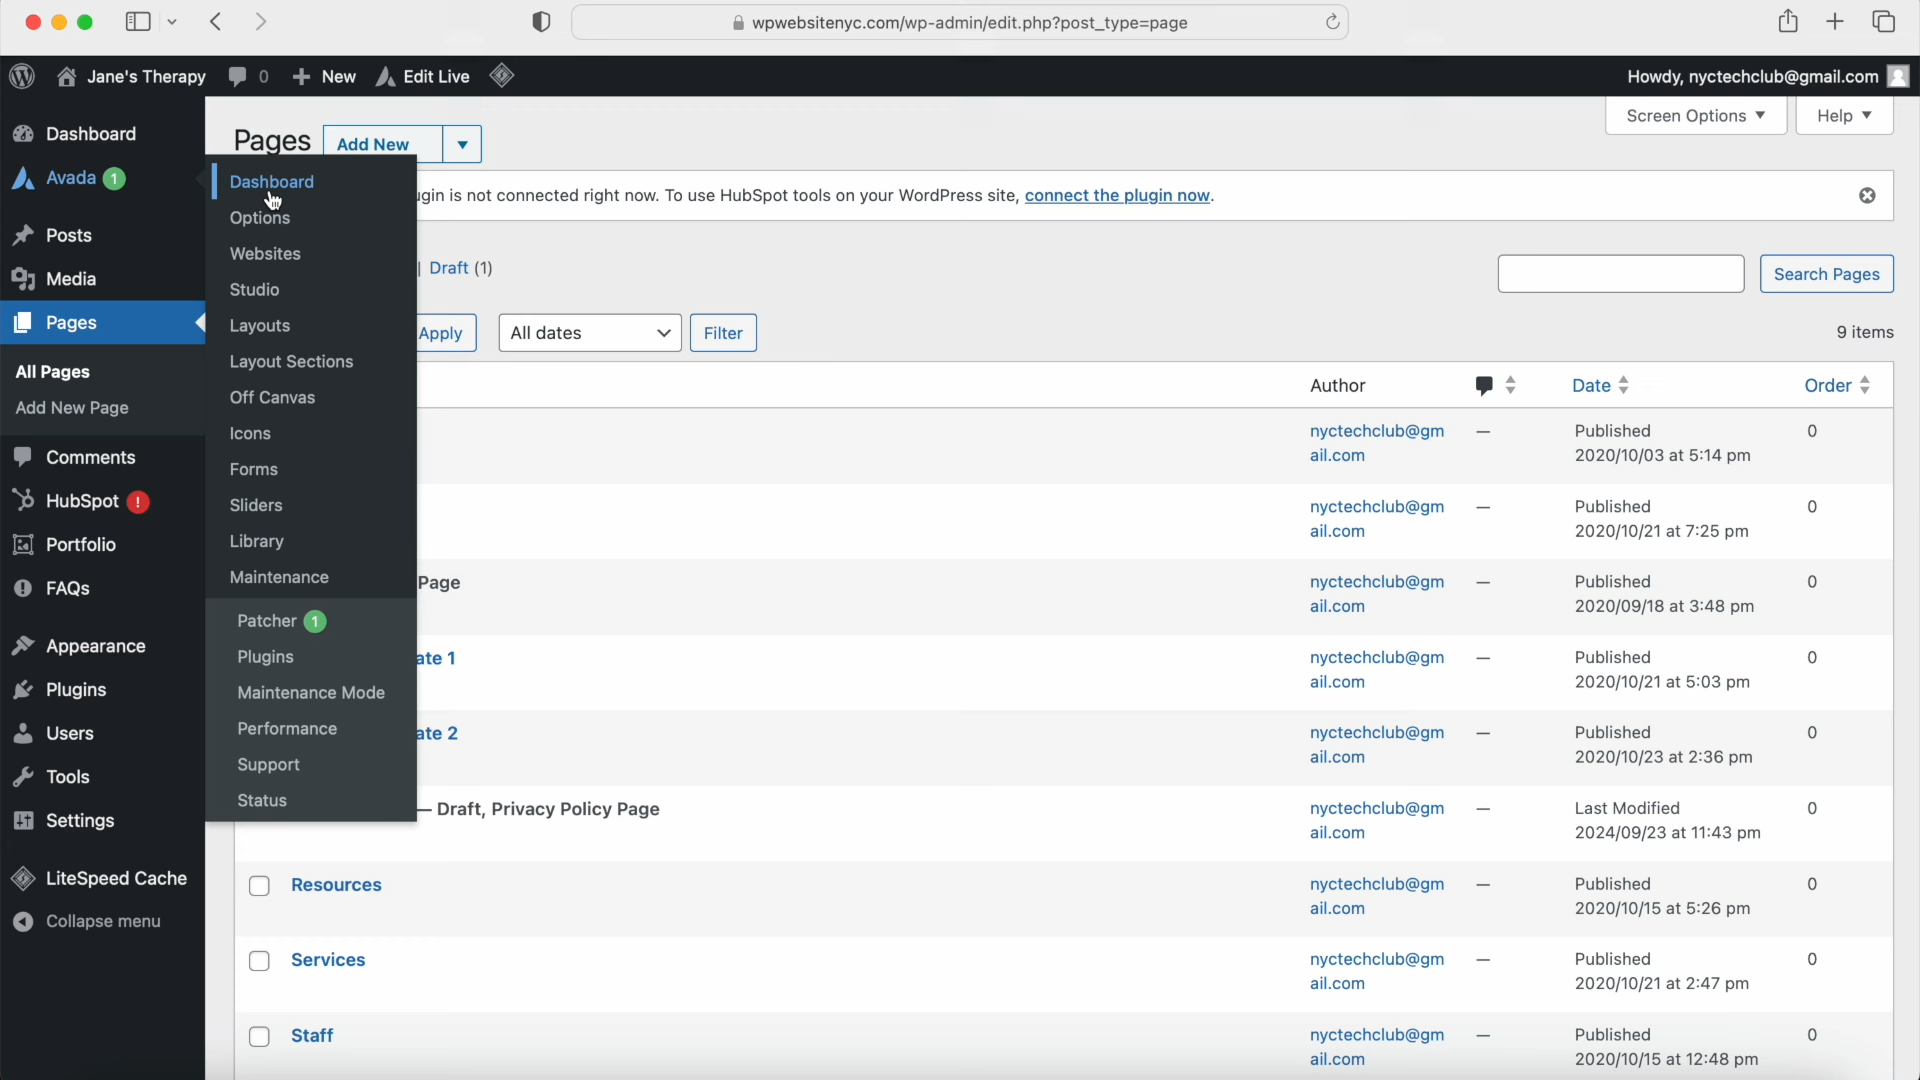 wpwebsitenyc.com/wp-admin/edit.php?post_type=page
Jane's Therapy 0 New Edit Live Howdy, nyctechclub@gmail.com
Screen Options Help
Dashboard
Avada 1
Posts
Media
Pages
All Pages
Add New Page
Comments
HubSpot !
Portfolio
FAQs
Appearance
Plugins
Users
Tools
Settings
LiteSpeed Cache
Collapse menu
Dashboard
Options
Websites
Studio
Layouts
Layout Sections
Off Canvas
Icons
Forms
Sliders
Library
Maintenance
Patcher 1
Plugins
Maintenance Mode
Performance
Support
Status
Pages Add New
is not connected right now. To use HubSpot tools on your WordPress site, connect the plugin now.
| Draft (1)
Search Pages
Apply All dates Filter 9 items
Author Date Order
nyctechclub@gm — Published 0
ail.com 2020/10/03 at 5:14 pm
nyctechclub@gm — Published 0
ail.com 2020/10/21 at 7:25 pm
Page nyctechclub@gm — Published 0
ail.com 2020/09/18 at 3:48 pm
ate 1 nyctechclub@gm — Published 0
ail.com 2020/10/21 at 5:03 pm
ate 2 nyctechclub@gm — Published 0
ail.com 2020/10/23 at 2:36 pm
— Draft, Privacy Policy Page nyctechclub@gm — Last Modified 0
ail.com 2024/09/23 at 11:43 pm
Resources nyctechclub@gm — Published 0
ail.com 2020/10/15 at 5:26 pm
Services nyctechclub@gm — Published 0
ail.com 2020/10/21 at 2:47 pm
Staff nyctechclub@gm — Published 0
ail.com 2020/10/15 at 12:48 pm